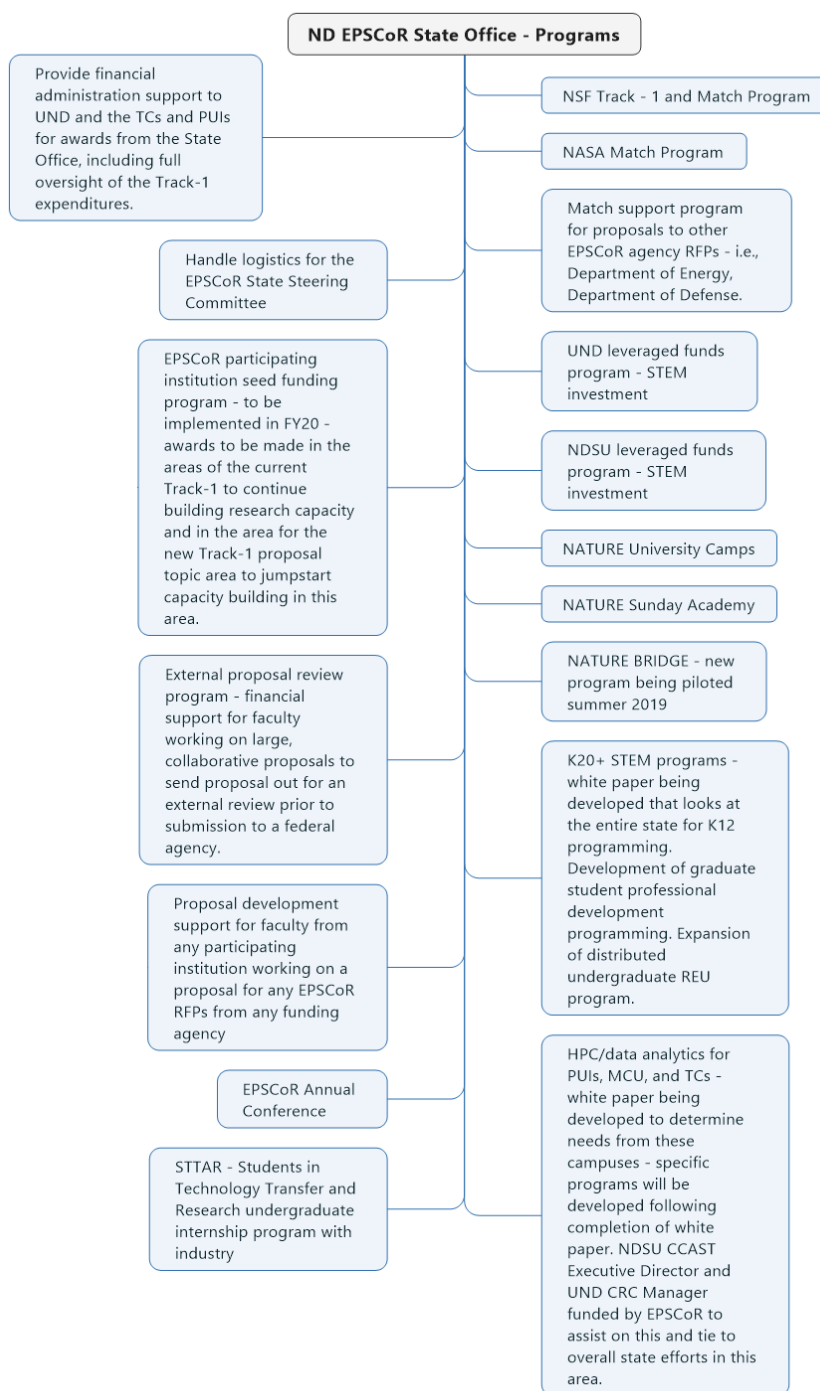 ND EPSCoR State Office - Programs
Provide financial
administration support to
UND and the TCs and PUIs
for awards from the State
Office, including full
oversight of the Track-1
expenditures.
Handle logistics for the
EPSCoR State Steering
Committee
EPSCoR participating
institution seed funding
program - to be
implemented in FY20 -
awards to be made in the
areas of the current
Track-1 to continue
building research capacity
and in the area for the
new Track-1 proposal
topic area to jumpstart
capacity building in this
area.
External proposal review
program - financial
support for faculty
working on large,
collaborative proposals to
send proposal out for an
external review prior to
submission to a federal
agency.
Proposal development
support for faculty from
any participating
institution working on a
proposal for any EPSCoR
RFPs from any funding
agency
EPSCoR Annual
Conference
STTAR - Students in
Technology Transfer and
Research undergraduate
internship program with
industry
NSF Track - 1 and Match Program
NASA Match Program
Match support program
for proposals to other
EPSCoR agency RFPs - i.e.,
Department of Energy,
Department of Defense.
UND leveraged funds
program - STEM
investment
NDSU leveraged funds
program - STEM
investment
NATURE University Camps
NATURE Sunday Academy
NATURE BRIDGE - new
program being piloted
summer 2019
K20+ STEM programs -
white paper being
developed that looks at
the entire state for K12
programming.
Development of graduate
student professional
development
programming. Expansion
of distributed
undergraduate REU
program.
HPC/data analytics for
PUIs, MCU, and TCs -
white paper being
developed to determine
needs from these
campuses - specific
programs will be
developed following
completion of white
paper. NDSU CCAST
Executive Director and
UND CRC Manager
funded by EPSCoR to
assist on this and tie to
overall state efforts in this
area.